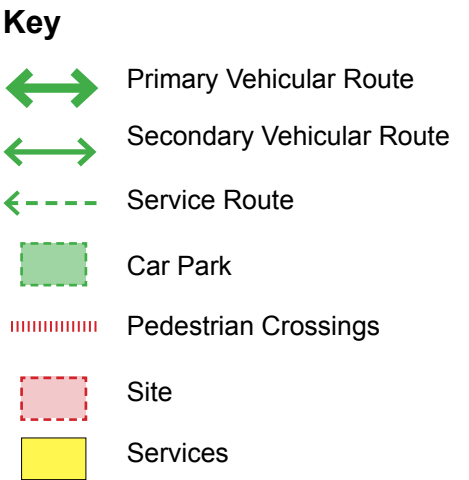 Key
Primary Vehicular Route
Secondary Vehicular Route
Service Route
Car Park
Pedestrian Crossings
Site
Services